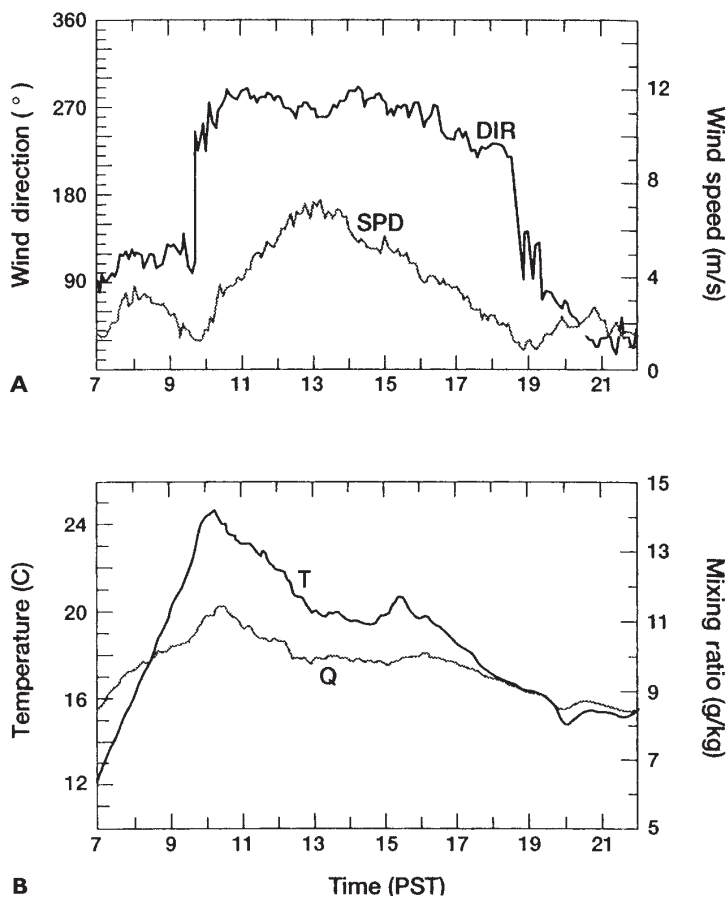 360
270
180
90
Wind direction ( ° )
DIR
SPD
12
8
4
0
Wind speed (m/s)
7 9 11 13 15 17 19 21
A
24
20
16
12
Temperature (C)
T
Q
15
13
11
9
7
5
Mixing ratio (g/kg)
7 9 11 13 15 17 19 21
B
Time (PST)